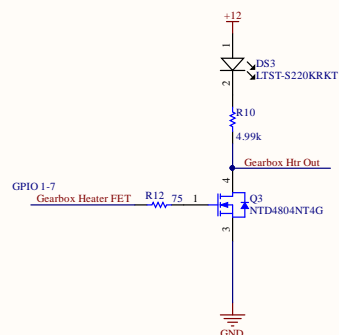 +12
1
DS3
LTST-S220KRKT
2
R10
4.99k
Gearbox Htr Out
4
GPIO 1-7
Gearbox Heater FET
R12
75
1
Q3
NTD4804NT4G
3
GND